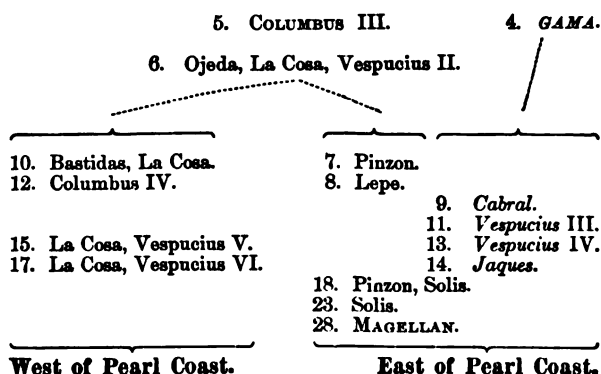 5. COLUMBUS III.
4. GAMA.
6. Ojeda, La Cosa, Vespucius II.
10. Bastidas, La Cosa.
12. Columbus IV.
15. La Cosa, Vespucius V.
17. La Cosa, Vespucius VI.
West of Pearl Coast.
7. Pinzon.
8. Lepe.
9. Cabral.
11. Vespucius III.
13. Vespucius IV.
14. Jaques.
18. Pinzon, Solis.
23. Solis.
28. MAGELLAN.
East of Pearl Coast.